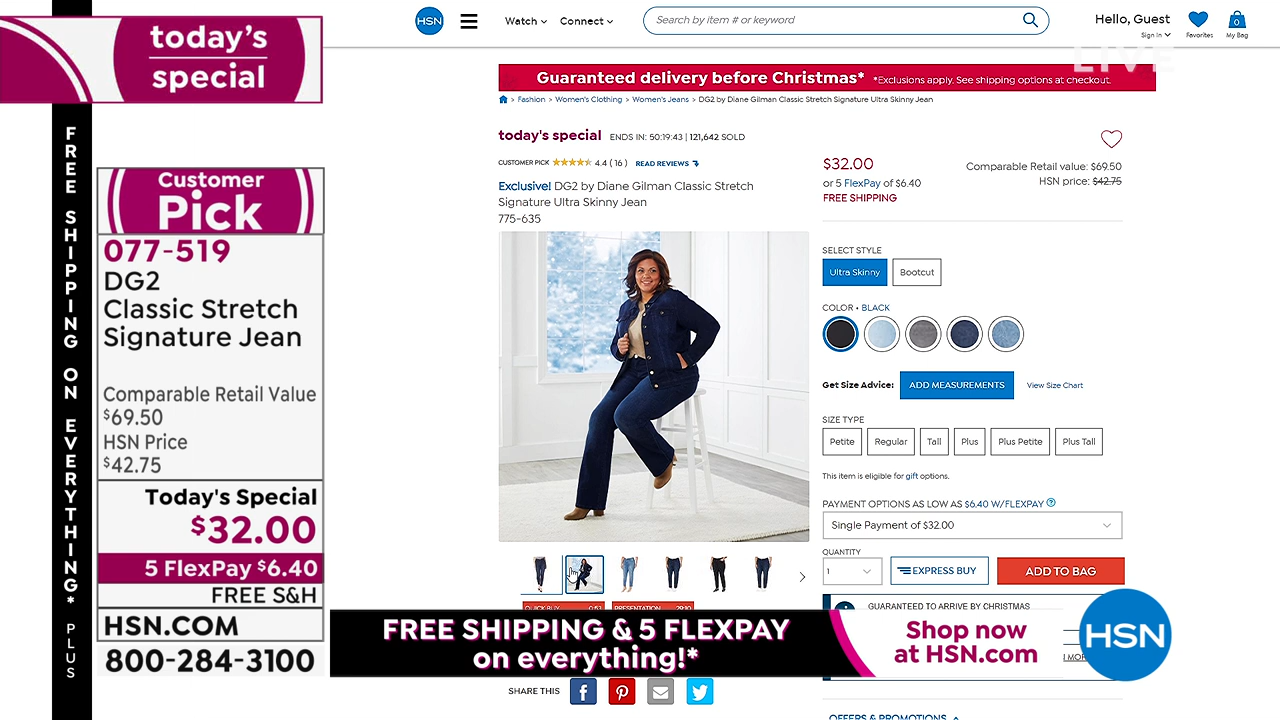 today's
special
FREE SHIPPING ON EVERYTHING* PLUS
Customer
Pick
077-519
DG2
Classic Stretch
Signature Jean
Comparable Retail Value
$69.50
HSN Price
$42.75
Today's Special
$32.00
5 FlexPay $6.40
FREE S&H
HSN.COM
800-284-3100
HSN
Watch
Connect
Search by item # or keyword
Hello, Guest
Sign In
Favorites
0
My Bag
LIVE
Guaranteed delivery before Christmas* *Exclusions apply. See shipping options at checkout.
> Fashion > Women's Clothing > Women's Jeans > DG2 by Diane Gilman Classic Stretch Signature Ultra Skinny Jean
today's special ENDS IN: 50:19:43 | 121,642 SOLD
CUSTOMER PICK 4.4 ( 16 ) READ REVIEWS
Exclusive! DG2 by Diane Gilman Classic Stretch
Signature Ultra Skinny Jean
775-635
$32.00
or 5 FlexPay of $6.40
FREE SHIPPING
Comparable Retail value: $69.50
HSN price: $42.75
SELECT STYLE
Ultra Skinny
Bootcut
COLOR • BLACK
Get Size Advice:
ADD MEASUREMENTS
View Size Chart
SIZE TYPE
Petite
Regular
Tall
Plus
Plus Petite
Plus Tall
This item is eligible for gift options.
PAYMENT OPTIONS AS LOW AS $6.40 W/FLEXPAY
Single Payment of $32.00
QUANTITY
1
EXPRESS BUY
ADD TO BAG
QUICK BUY 0:57
PRESENTATION 29:10
GUARANTEED TO ARRIVE BY CHRISTMAS
FREE SHIPPING & 5 FLEXPAY
on everything!*
Shop now
at HSN.com
HSN
SHARE THIS
OFFERS & PROMOTIONS